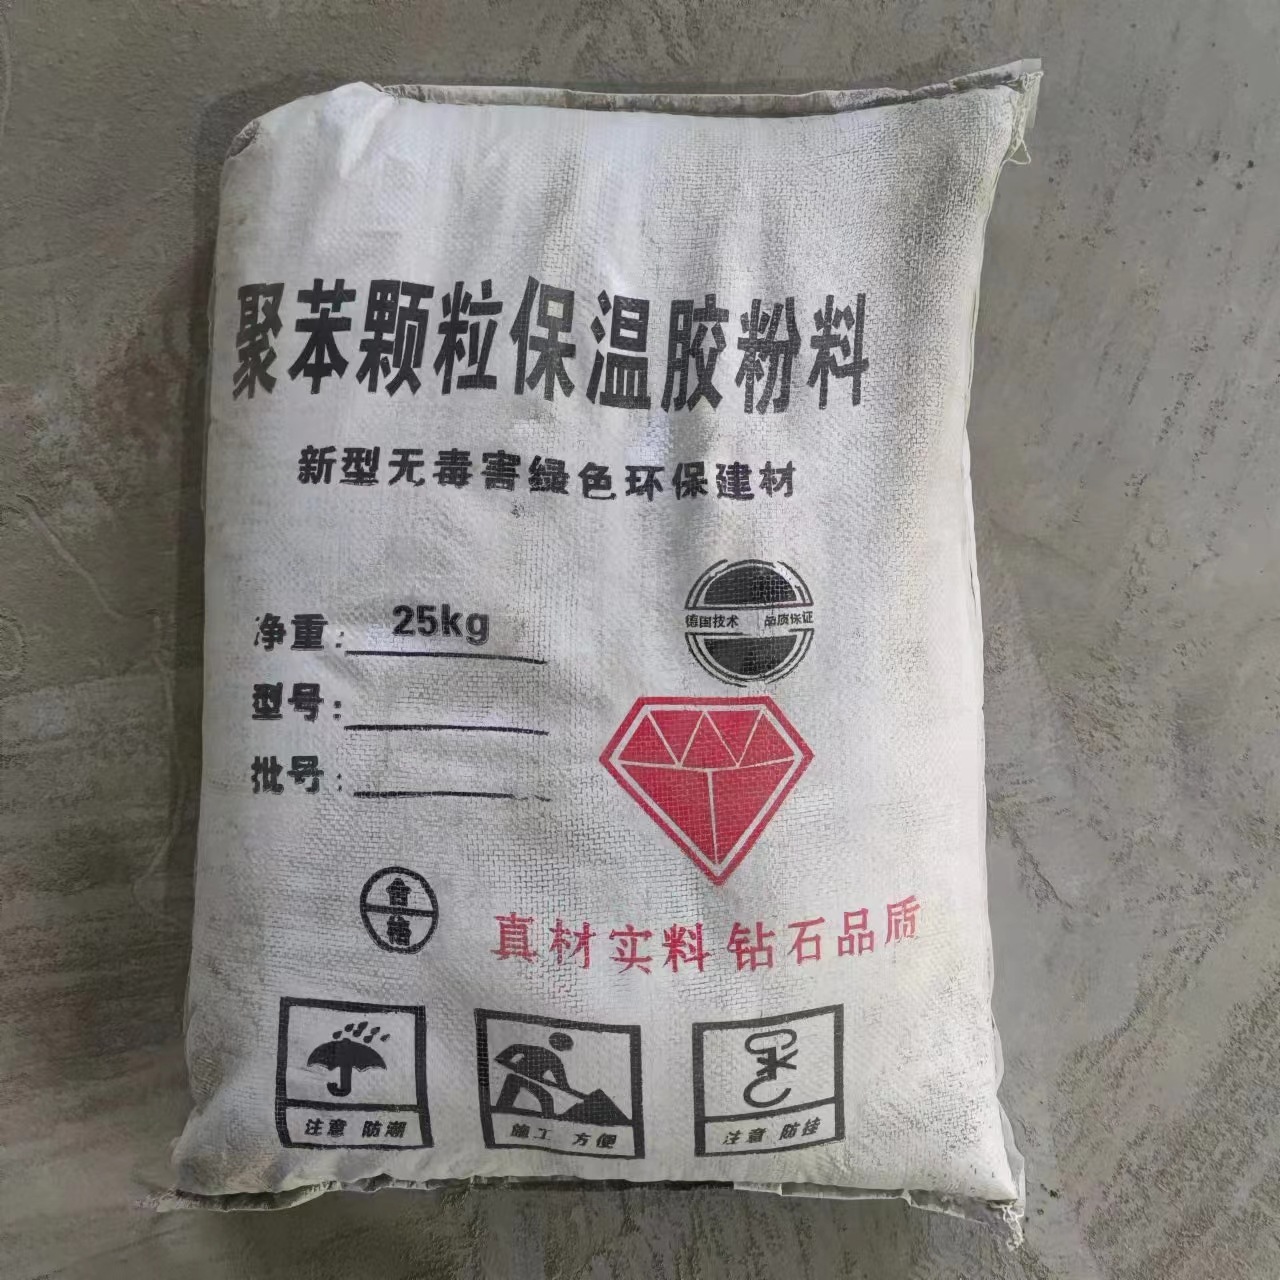 聚苯颗粒保温胶粉料
新型无毒害绿色环保建材
净重: 25kg
型号:
批号:
德国技术 品质保证
合格
真材实料 钻石品质
注意 防潮
施工 方便
注意 防挂